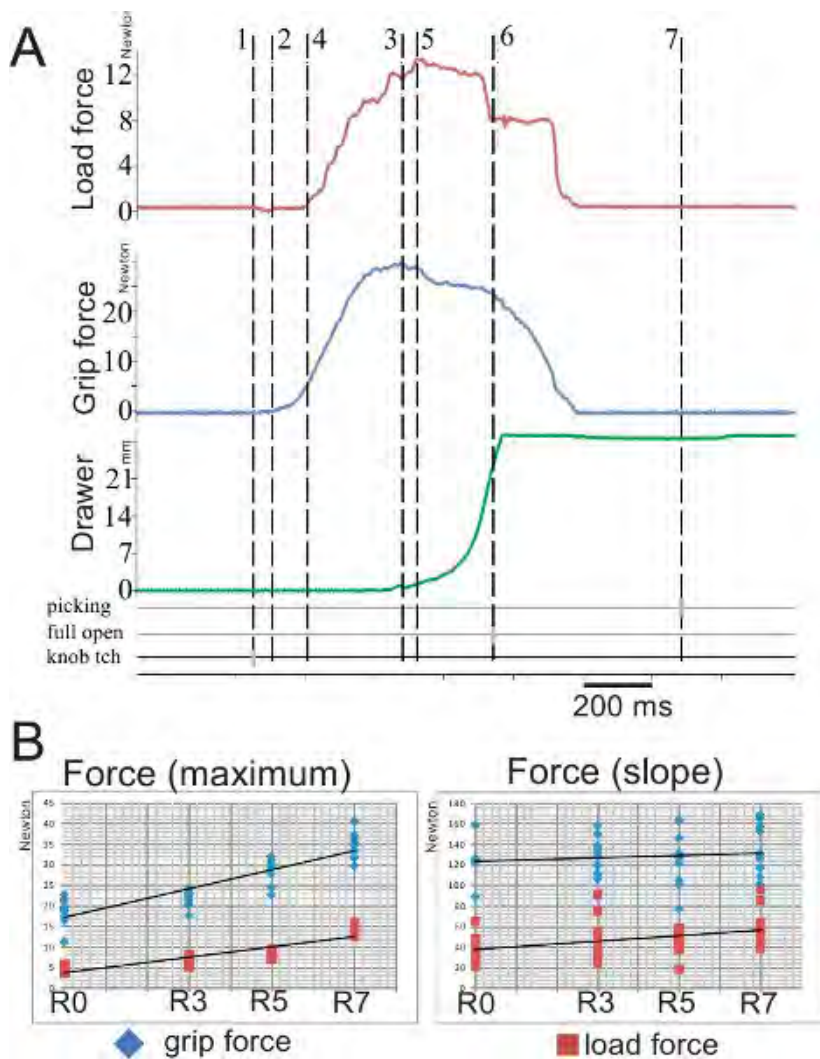 A
1 2 4 3 5 6 7
Newton
Load force
12
8
4
0
Newton
Grip force
20
10
0
mm
Drawer
21
14
7
0
picking
full open
knob tch
200 ms
B
Force (maximum)
Newton
45
40
35
30
25
20
15
10
5
0
R0 R3 R5 R7
Force (slope)
Newton
180
160
140
120
100
80
60
40
20
0
R0 R3 R5 R7
grip force
load force